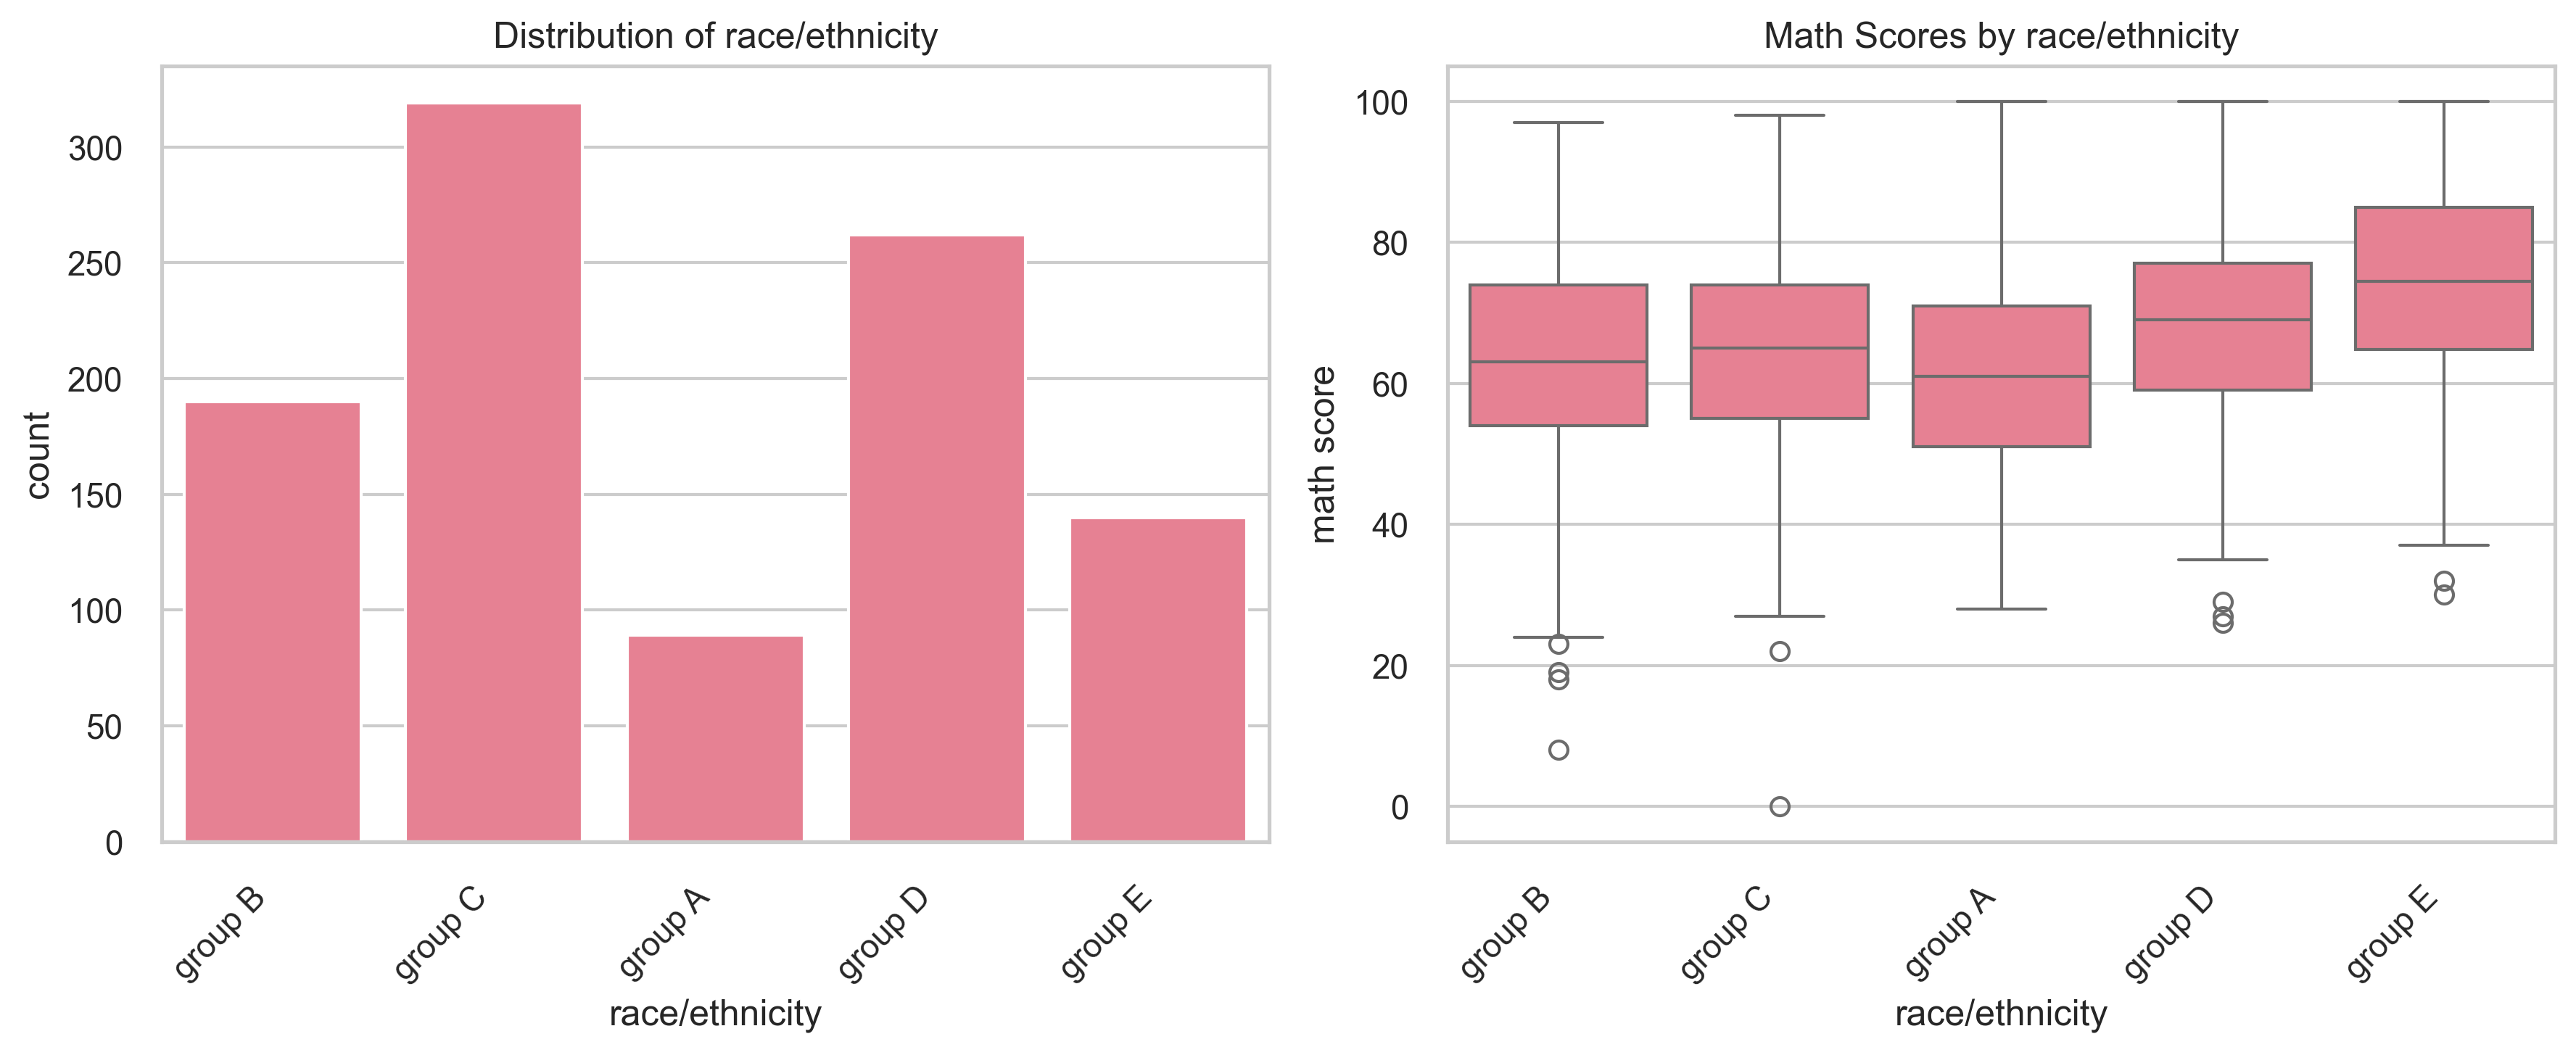 Distribution of race/ethnicity
count
300
250
200
150
100
50
0
group B
group C
group A
group D
group E
race/ethnicity
Math Scores by race/ethnicity
math score
100
80
60
40
20
0
group B
group C
group A
group D
group E
race/ethnicity